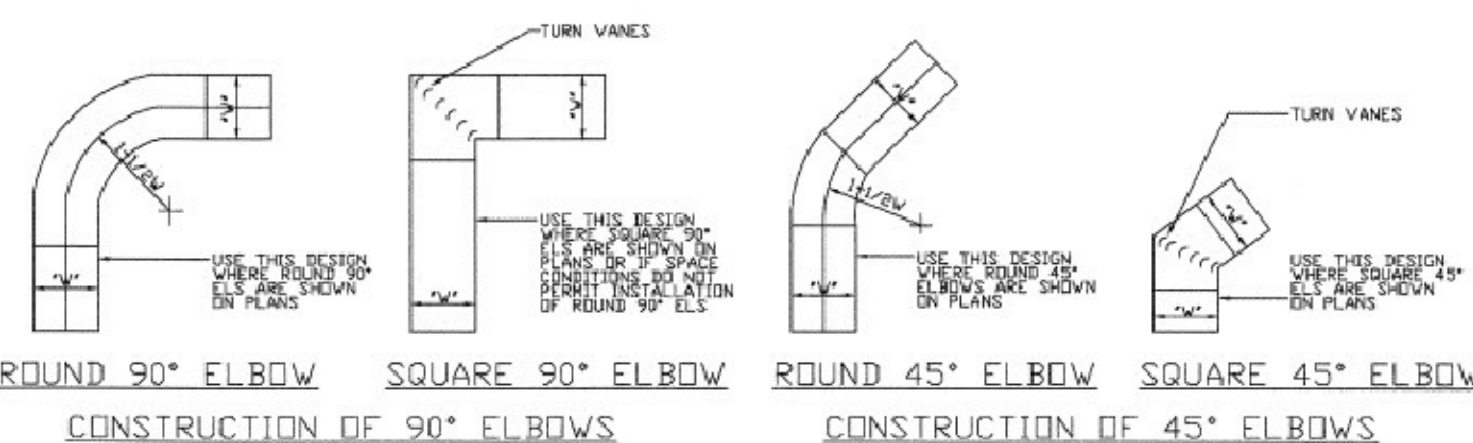 TURN VANES
"W"
1-1/2W
"W"
USE THIS DESIGN
WHERE ROUND 90°
ELS ARE SHOWN
ON PLANS
"W"
"W"
USE THIS DESIGN
WHERE SQUARE 90°
ELS ARE SHOWN ON
PLANS OR IF SPACE
CONDITIONS DO NOT
PERMIT INSTALLATION
OF ROUND 90° ELS
"W"
1-1/2W
"W"
USE THIS DESIGN
WHERE ROUND 45°
ELBOWS ARE SHOWN
ON PLANS
TURN VANES
"W"
"W"
USE THIS DESIGN
WHERE SQUARE 45°
ELS ARE SHOWN
ON PLANS
ROUND 90° ELBOW
SQUARE 90° ELBOW
ROUND 45° ELBOW
SQUARE 45° ELBOW
CONSTRUCTION OF 90° ELBOWS
CONSTRUCTION OF 45° ELBOWS